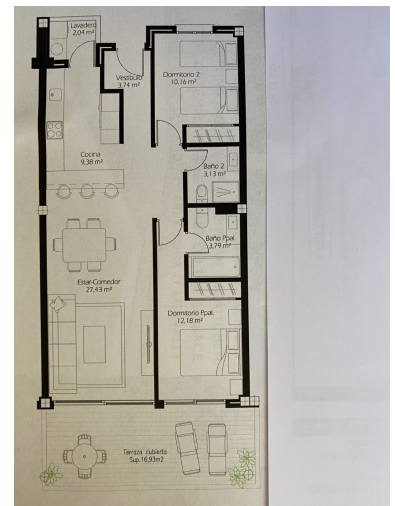 Lavadero
2,04 m²
Vestíbulo
3,74 m²
Dormitorio 2
10,16 m²
Cocina
9,38 m²
Baño 2
3,13 m²
Baño Ppal
3,79 m²
Estar-Comedor
27,43 m²
Dormitorio Ppal.
12,18 m²
Terraza cubierta
Sup.16,93m2